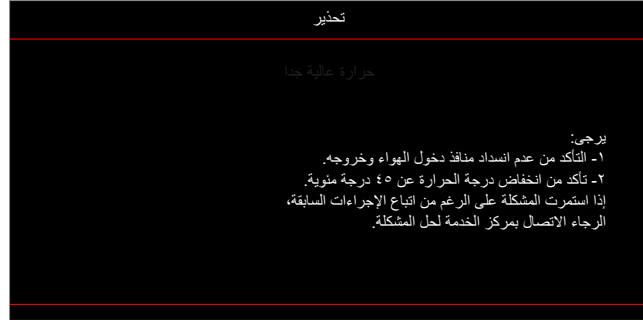 تحذير
حرارة عالية جدا
يرجى:
١- التأكد من عدم انسداد منافذ دخول الهواء وخروجه.
٢- تأكد من انخفاض درجة الحرارة عن ٤٥ درجة مئوية.
إذا استمرت المشكلة على الرغم من اتباع الإجراءات السابقة،
الرجاء الاتصال بمركز الخدمة لحل المشكلة.